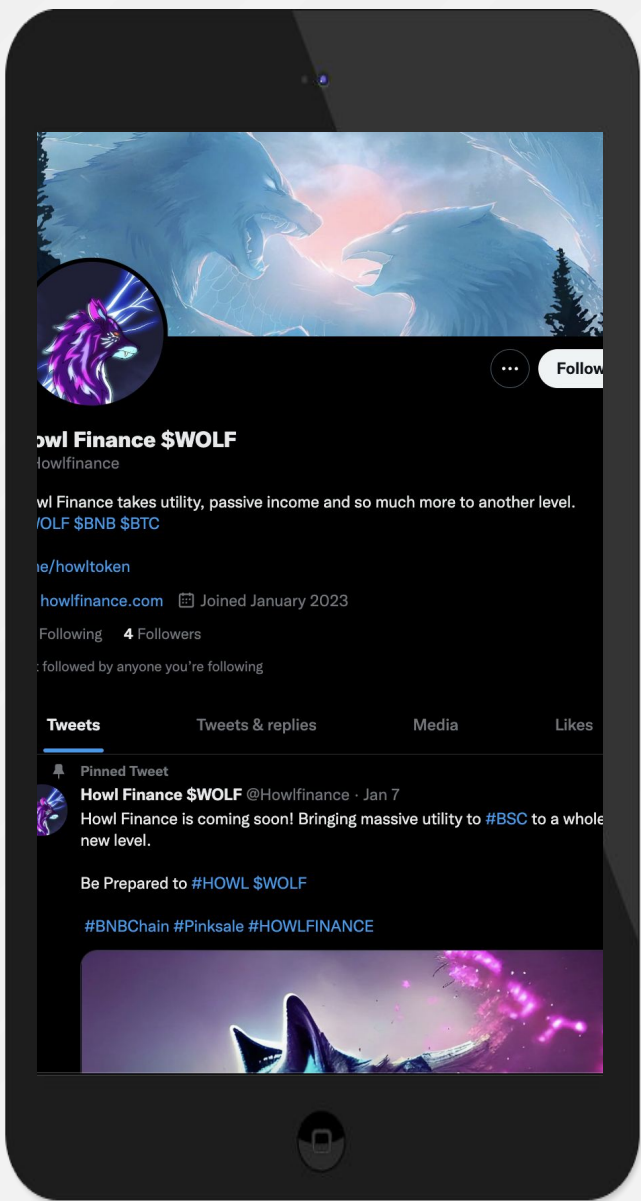 owl Finance $WOLF
Howlfinance
wl Finance takes utility, passive income and so much more to another level.
WOLF $BNB $BTC
ne/howltoken
howlfinance.com Joined January 2023
Following 4 Followers
t followed by anyone you're following
Tweets Tweets & replies Media Likes
Pinned Tweet
Howl Finance $WOLF @Howlfinance · Jan 7
Howl Finance is coming soon! Bringing massive utility to #BSC to a whole
new level.
Be Prepared to #HOWL $WOLF
#BNBChain #Pinksale #HOWLFINANCE
Follow